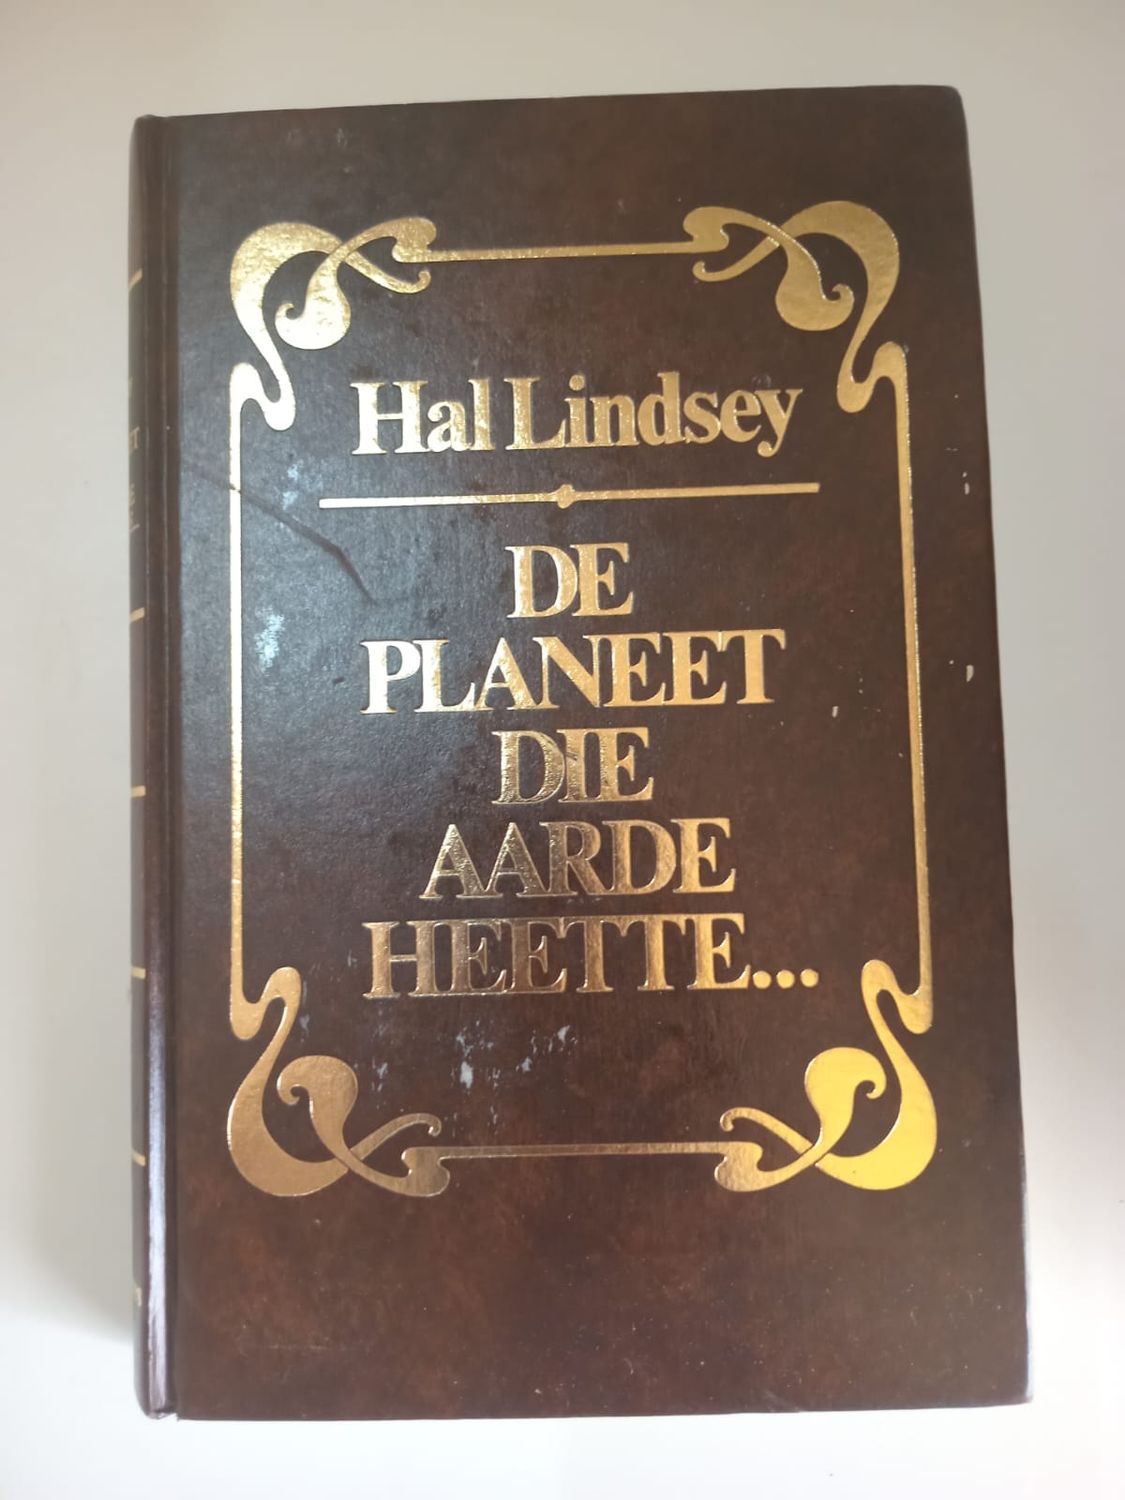 Hal Lindsey
DE
PLANEET
DIE
AARDE
HEETTE...